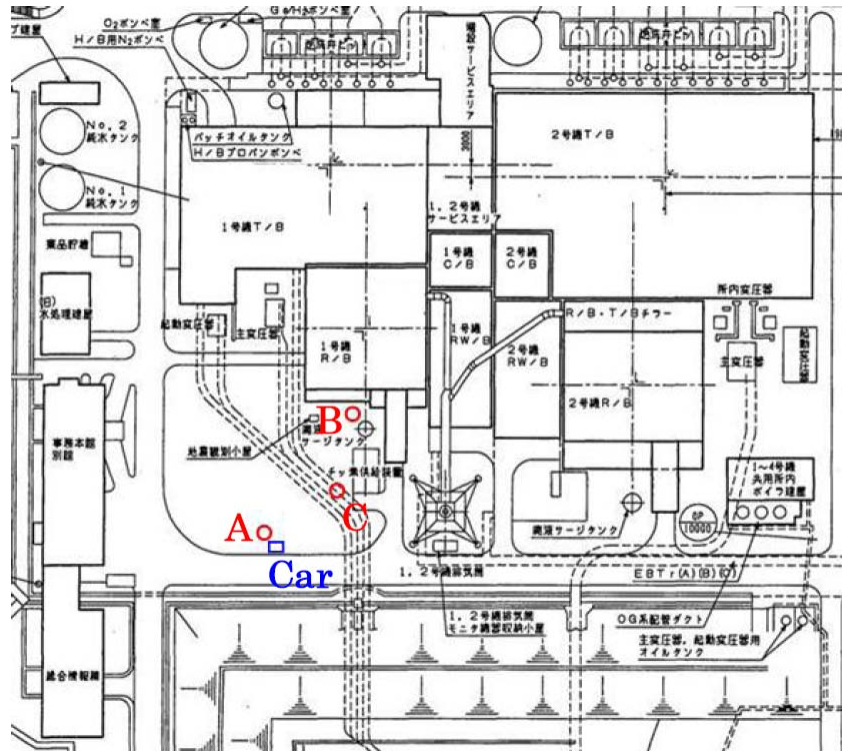 O₂ボンベ室
H/B用N₂ボンベ
No.2
純水タンク
No.1
純水タンク
バッチオイルタンク
H/Bプロパンボンベ
増設サービスエリア
2号機T/B
1号機T/B
1,2号機
サービスエリア
1号機
C/B
2号機
C/B
薬品貯槽
(B)
水処理建屋
起動変圧器
主変圧器
1号機
R/B
1号機
RW/B
2号機
RW/B
R/B・T/Bチラー
2号機R/B
所内変圧器
主変圧器
起動変圧器
事務本館
別館
B
サージタンク
地震観測小屋
チッ素供給装置
C
A
Car
1〜4号機
共用所内
ボイラ建屋
OP
10000
サージタンク
1,2号機排気筒
EBTr(A)(B)(C)
1,2号機排気筒
モニタ機器収納小屋
OG系配管ダクト
主変圧器,起動変圧器用
オイルタンク
総合情報棟